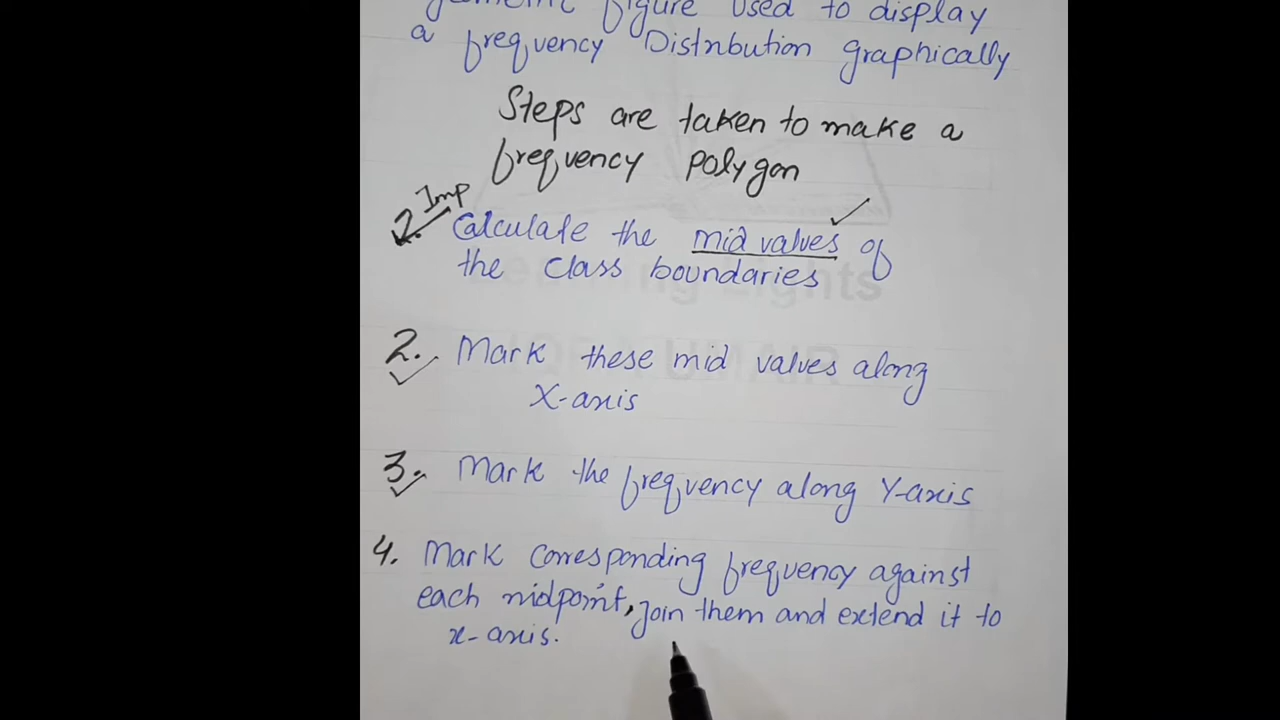 geometric figure used to display
a frequency Distribution graphically
Steps are taken to make a
frequency polygon
Imp
1. Calculate the mid values of
the class boundaries
2. Mark these mid values along
X-axis
3. Mark the frequency along Y-axis
4. Mark corresponding frequency against
each midpoint, join them and extend it to
x-axis.